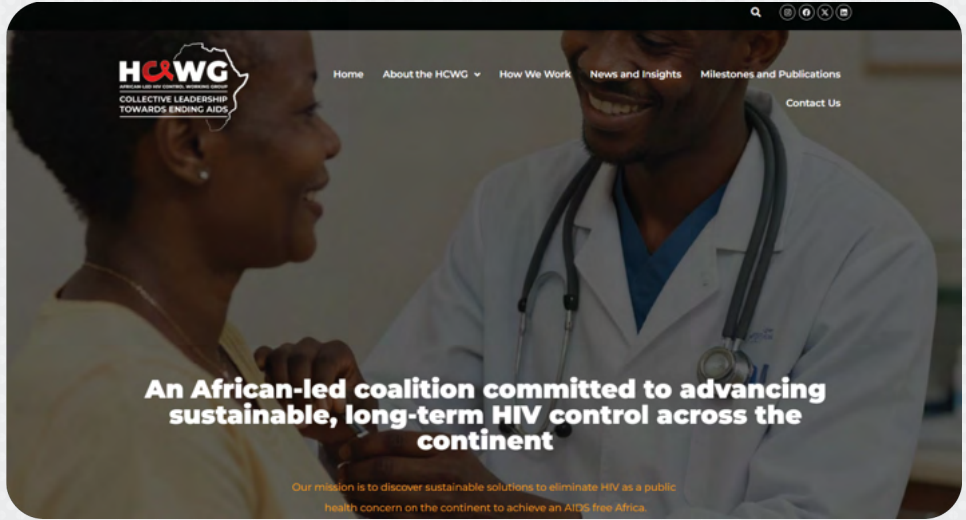 HC&WG
AFRICAN-LED HIV CONTROL WORKING GROUP
COLLECTIVE LEADERSHIP
TOWARDS ENDING AIDS
Home
About the HCWG
How We Work
News and Insights
Milestones and Publications
Contact Us
An African-led coalition committed to advancing
sustainable, long-term HIV control across the
continent
Our mission is to discover sustainable solutions to eliminate HIV as a public
health concern on the continent to achieve an AIDS free Africa.